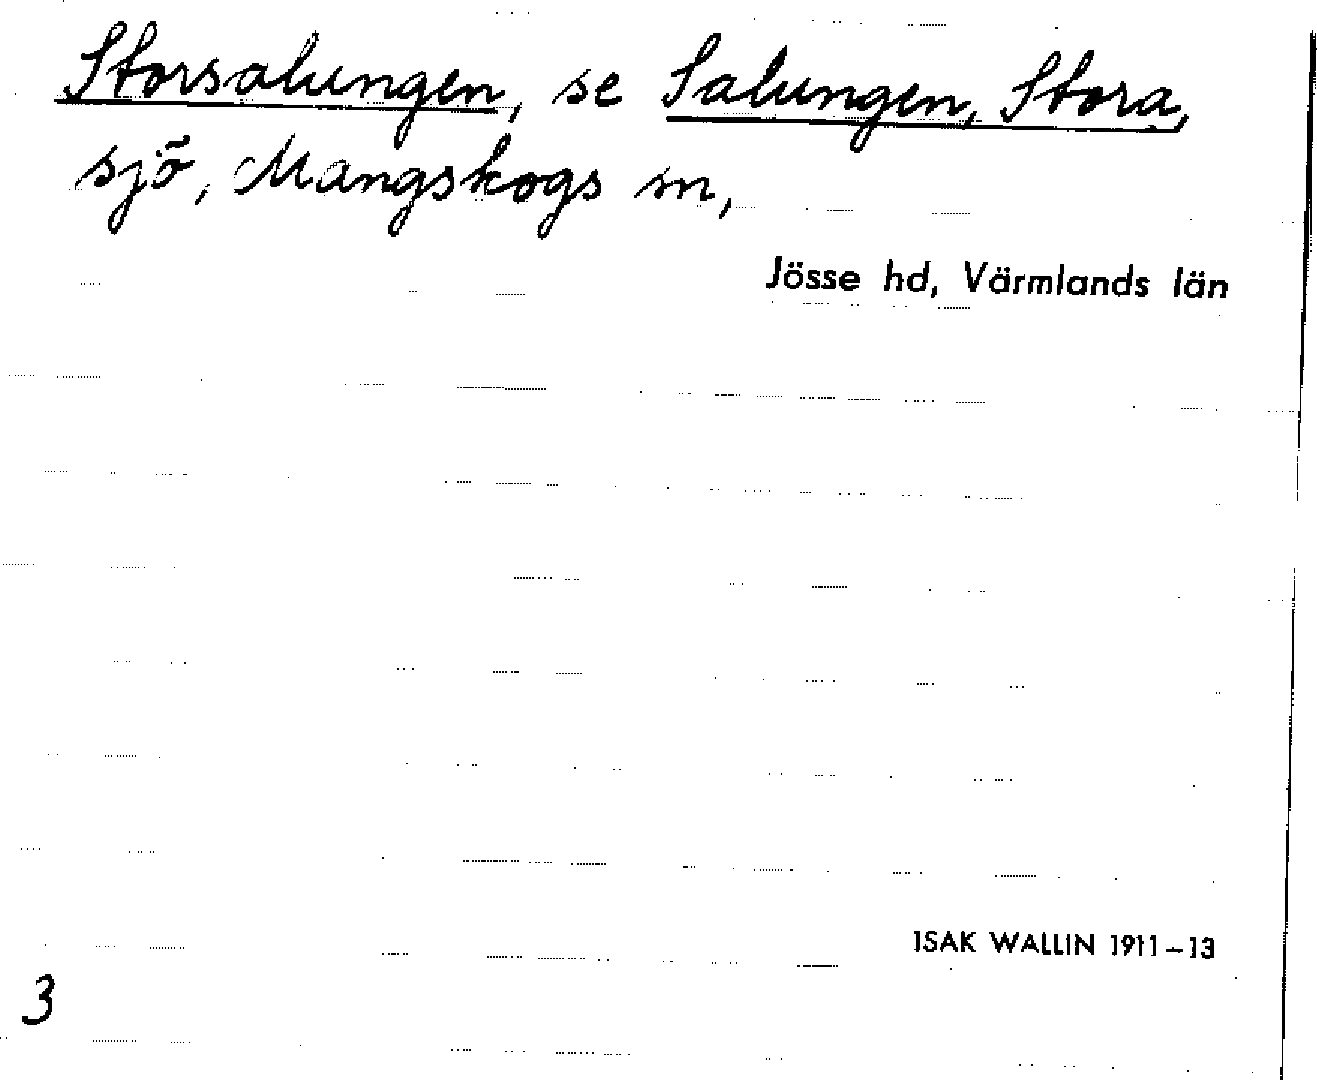 Storsalungen, se Salungen, Stora,
sjö, Mangskogs sn,
Jösse hd, Värmlands län
ISAK WALLIN 1911–13
3